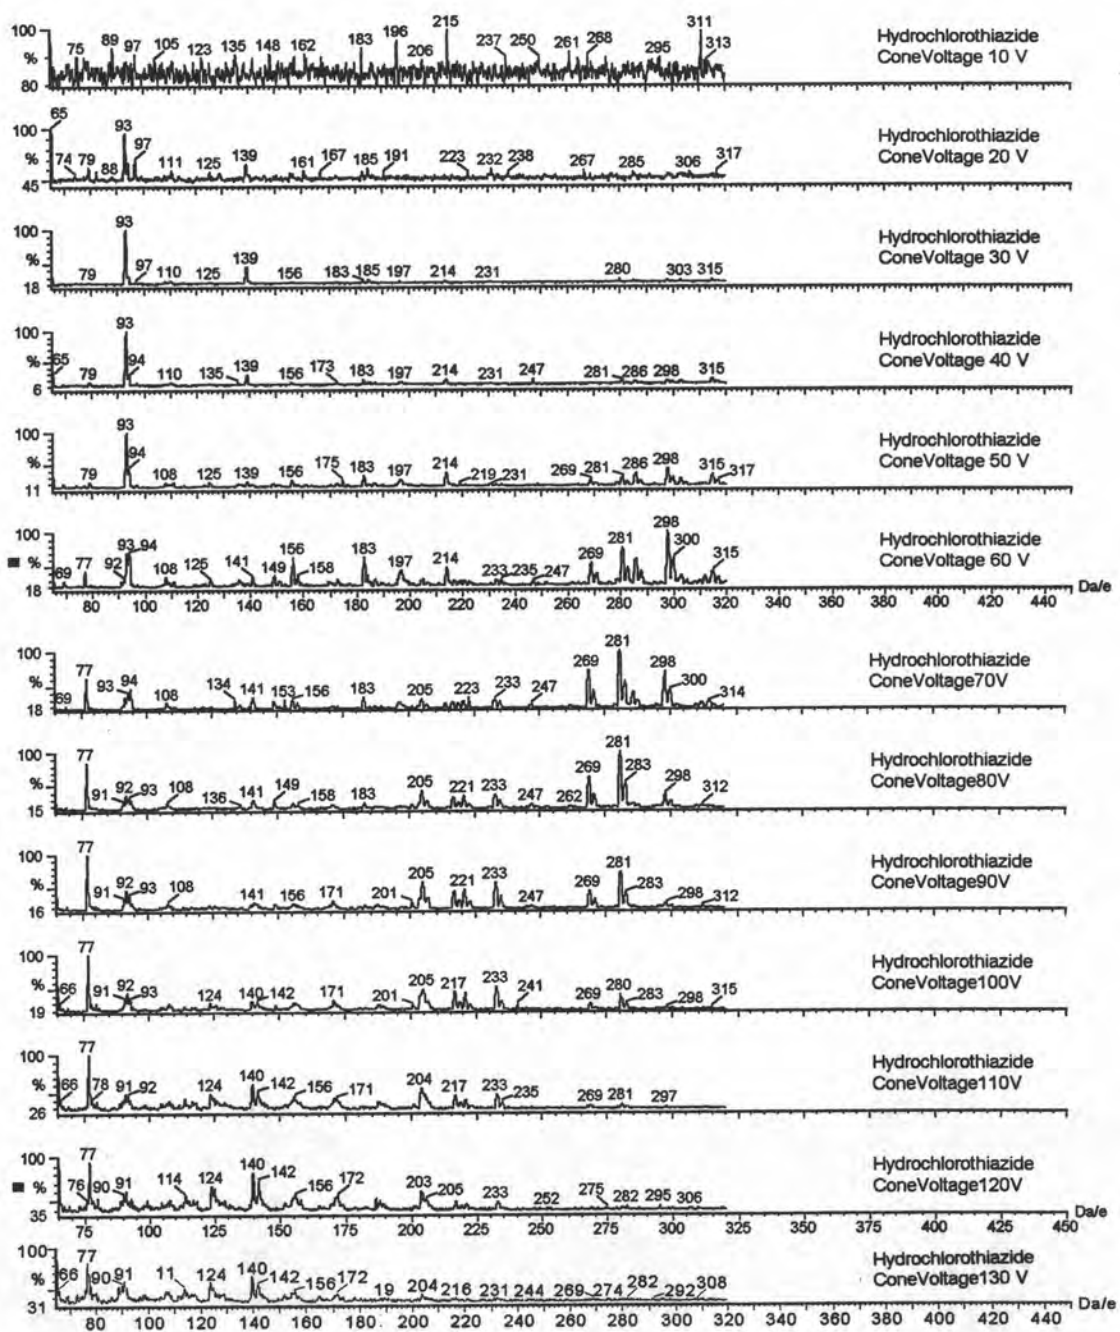 100 75 89 97 105 123 135 148 162 183 196 206 215 237 250 261 268 295 311 313 Hydrochlorothiazide
% ConeVoltage 10 V
80
65
100 74 79 88 93 97 111 125 139 161 167 185 191 223 232 238 267 285 306 317 Hydrochlorothiazide
% ConeVoltage 20 V
45
93
100 79 97 110 125 139 156 183 185 197 214 231 280 303 315 Hydrochlorothiazide
% ConeVoltage 30 V
18
93
100 65 79 94 110 135 139 156 173 183 197 214 231 247 281 286 298 315 Hydrochlorothiazide
% ConeVoltage 40 V
6
93
100 79 94 108 125 139 156 175 183 197 214 219 231 269 281 286 298 315 317 Hydrochlorothiazide
% ConeVoltage 50 V
11
100 69 77 92 93 94 108 125 141 149 156 158 183 197 214 233 235 247 269 281 298 300 315 Hydrochlorothiazide
% ConeVoltage 60 V
18
80 100 120 140 160 180 200 220 240 260 280 300 320 340 360 380 400 420 440 Da/e
100 69 77 93 94 108 134 141 153 156 183 205 223 233 247 269 281 298 300 314 Hydrochlorothiazide
% ConeVoltage70V
18
100 77 91 92 93 108 136 141 149 158 183 205 221 233 247 262 269 281 283 298 312 Hydrochlorothiazide
% ConeVoltage80V
15
100 77 91 92 93 108 141 156 171 201 205 221 233 247 269 281 283 298 312 Hydrochlorothiazide
% ConeVoltage90V
16
100 66 77 91 92 93 124 140 142 171 201 205 217 233 241 269 280 283 298 315 Hydrochlorothiazide
% ConeVoltage100V
19
100 66 77 78 91 92 124 140 142 156 171 204 217 233 235 269 281 297 Hydrochlorothiazide
% ConeVoltage110V
26
100 76 77 90 91 114 124 140 142 156 172 203 205 233 252 275 282 295 306 Hydrochlorothiazide
% ConeVoltage120V
35
75 100 125 150 175 200 225 250 275 300 325 350 375 400 425 450 Da/e
100 66 77 90 91 11 124 140 142 156 172 19 204 216 231 244 269 274 282 292 308 Hydrochlorothiazide
% ConeVoltage130 V
31
80 100 120 140 160 180 200 220 240 260 280 300 320 340 360 380 400 420 440 Da/e